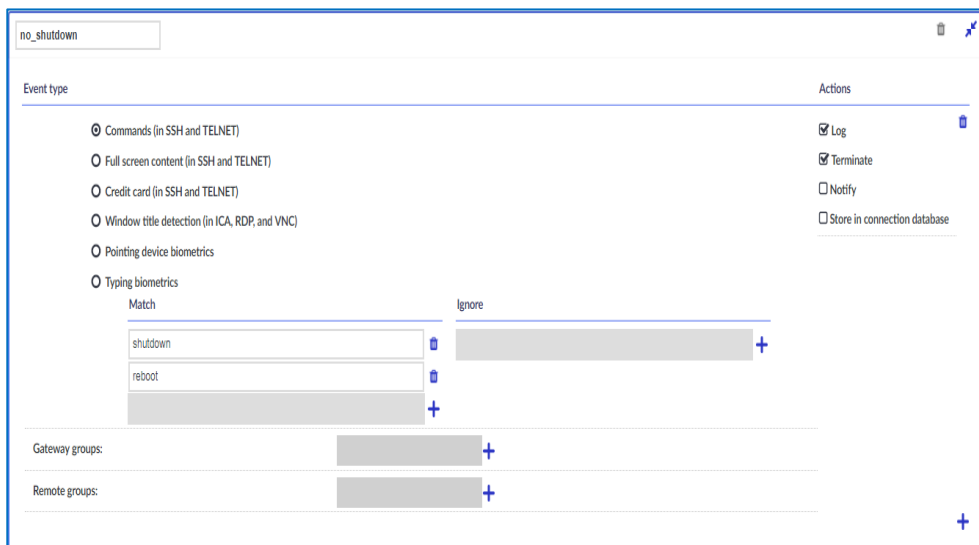 no_shutdown
Event type
Actions
Commands (in SSH and TELNET)
Log
Full screen content (in SSH and TELNET)
Terminate
Credit card (in SSH and TELNET)
Notify
Window title detection (in ICA, RDP, and VNC)
Store in connection database
Pointing device biometrics
Typing biometrics
Match
Ignore
shutdown
reboot
Gateway groups:
Remote groups: